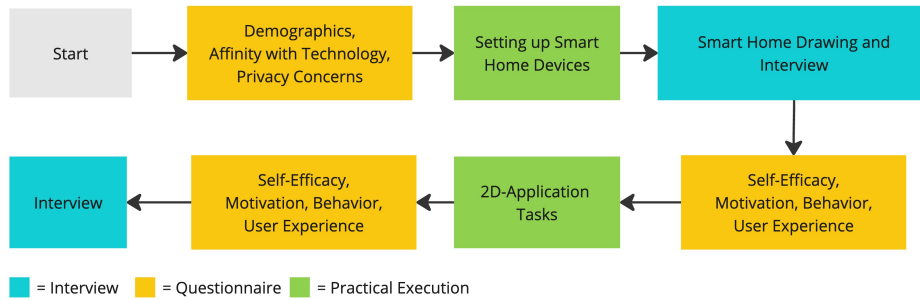 Start
Demographics,
Affinity with Technology,
Privacy Concerns
Setting up Smart
Home Devices
Smart Home Drawing and
Interview
Self-Efficacy,
Motivation, Behavior,
User Experience
2D-Application
Tasks
Self-Efficacy,
Motivation, Behavior,
User Experience
Interview
= Interview
= Questionnaire
= Practical Execution